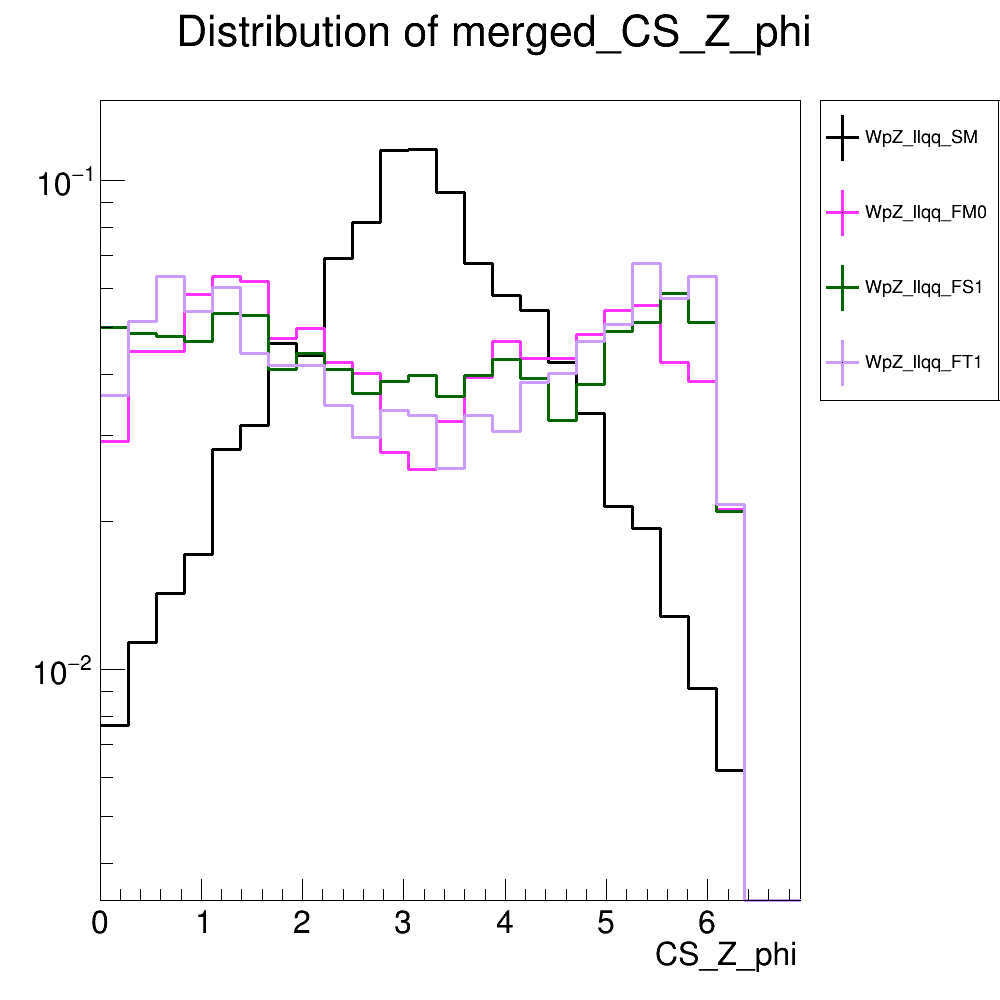 Distribution of merged_CS_Z_phi
10⁻¹
10⁻²
0 1 2 3 4 5 6
CS_Z_phi
WpZ_llqq_SM
WpZ_llqq_FM0
WpZ_llqq_FS1
WpZ_llqq_FT1